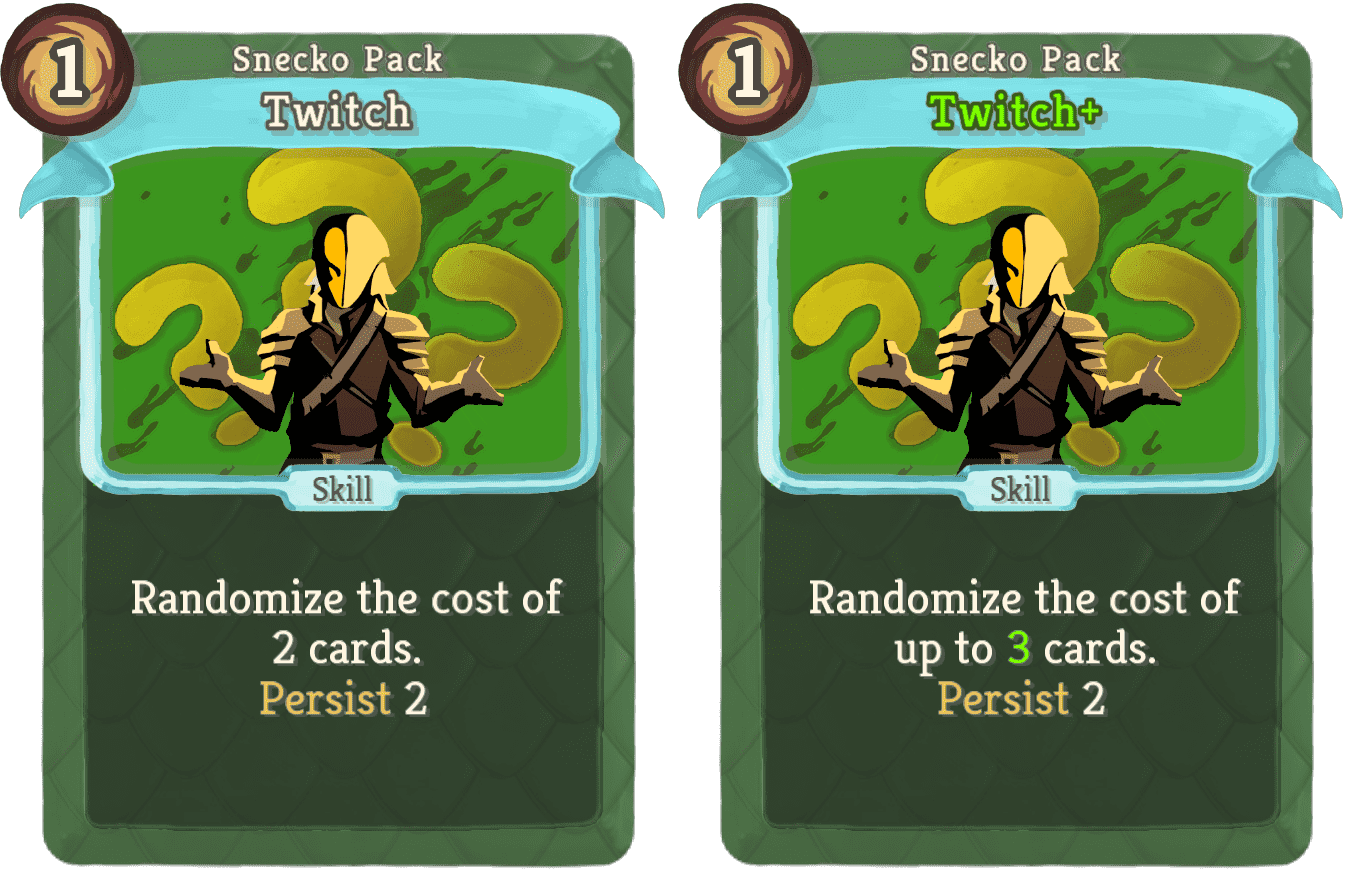 1
Snecko Pack
Twitch
Skill
Randomize the cost of
2 cards.
Persist 2
1
Snecko Pack
Twitch+
Skill
Randomize the cost of
up to 3 cards.
Persist 2